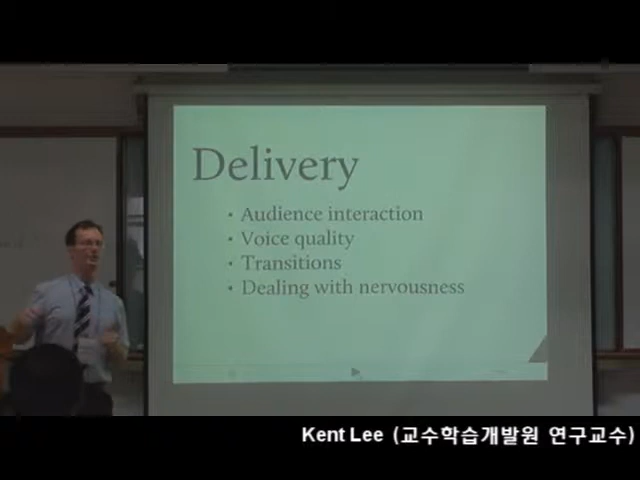 Delivery
• Audience interaction
• Voice quality
• Transitions
• Dealing with nervousness
Kent Lee (교수학습개발원 연구교수)